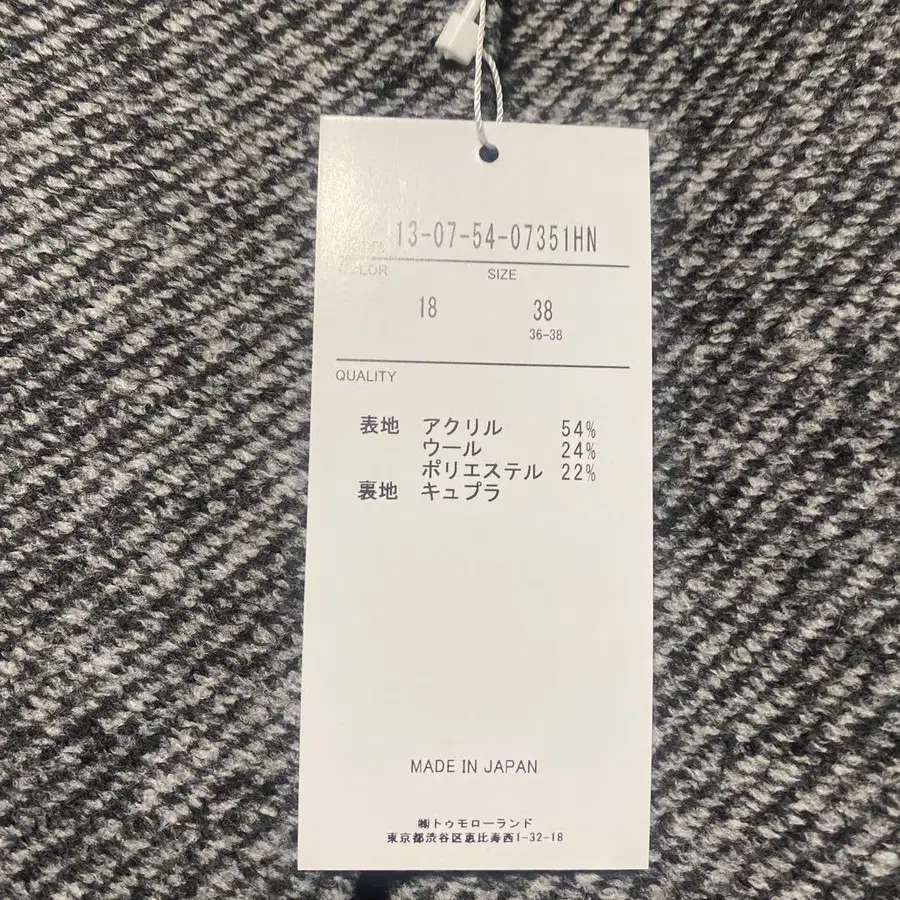 13-07-54-07351HN
COLOR SIZE
18 38
36-38
QUALITY
表地 アクリル 54%
ウール 24%
ポリエステル 22%
裏地 キュプラ
MADE IN JAPAN
㈱トゥモローランド
東京都渋谷区恵比寿西1-32-18